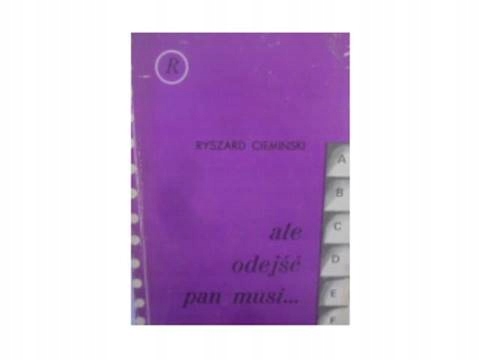 R
RYSZARD CIEMIŃSKI
ale
odejść
pan musi...
A
B
C
D
E
F